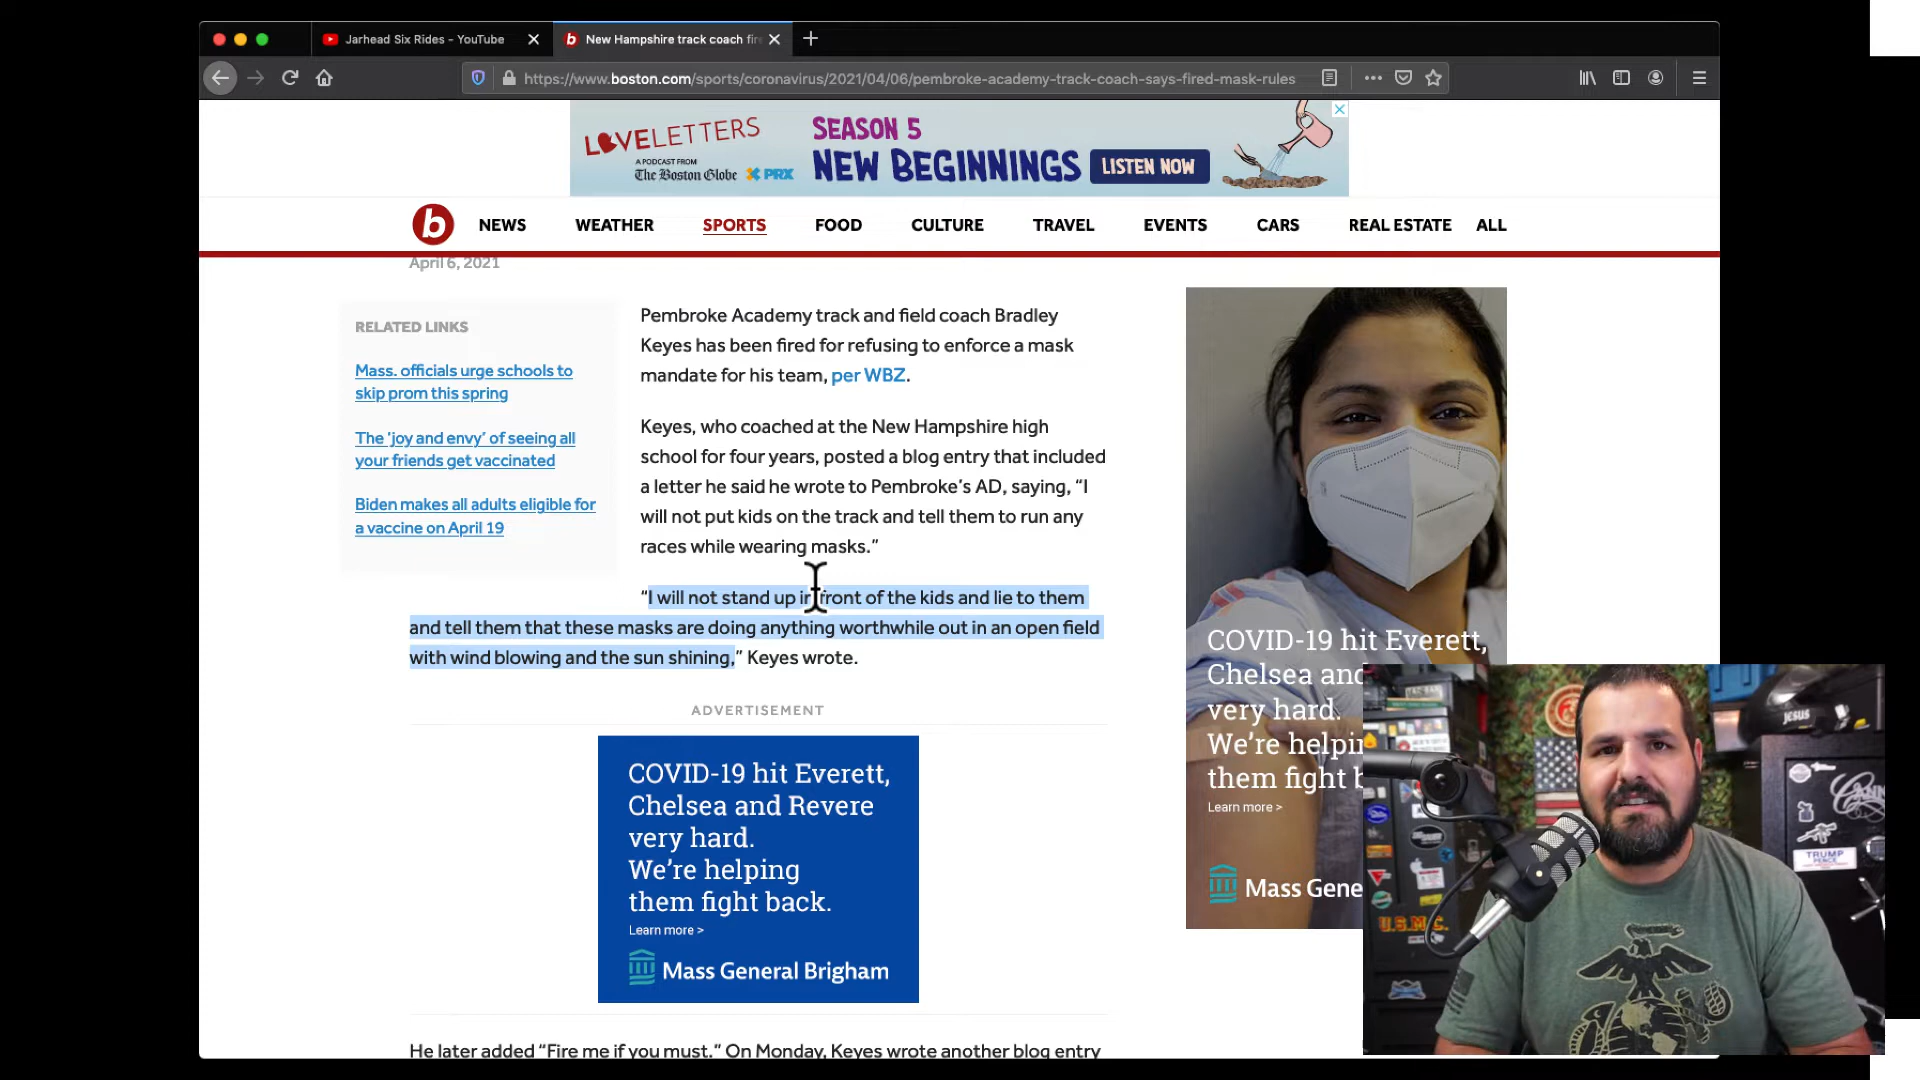 Jarhead Six Rides - YouTube
b New Hampshire track coach fir
https://www.boston.com/sports/coronavirus/2021/04/06/pembroke-academy-track-coach-says-fired-mask-rules
LOVELETTERS
A PODCAST FROM
The Boston Globe PRX
SEASON 5
NEW BEGINNINGS
LISTEN NOW
b NEWS WEATHER SPORTS FOOD CULTURE TRAVEL EVENTS CARS REAL ESTATE ALL
April 6, 2021
RELATED LINKS
Mass. officials urge schools to
skip prom this spring
The ‘joy and envy’ of seeing all
your friends get vaccinated
Biden makes all adults eligible for
a vaccine on April 19
Pembroke Academy track and field coach Bradley
Keyes has been fired for refusing to enforce a mask
mandate for his team, per WBZ.
Keyes, who coached at the New Hampshire high
school for four years, posted a blog entry that included
a letter he said he wrote to Pembroke’s AD, saying, “I
will not put kids on the track and tell them to run any
races while wearing masks.”
“I will not stand up in front of the kids and lie to them
and tell them that these masks are doing anything worthwhile out in an open field
with wind blowing and the sun shining,” Keyes wrote.
ADVERTISEMENT
COVID-19 hit Everett,
Chelsea and Revere
very hard.
We’re helping
them fight back.
Learn more >
Mass General Brigham
He later added “Fire me if you must.” On Monday, Keyes wrote another blog entry
COVID-19 hit Everett,
Chelsea and
very hard.
We’re helpi
them fight b
Learn more >
Mass Gene
JESUS
TRUMP
PENCE
U.S.M.C.